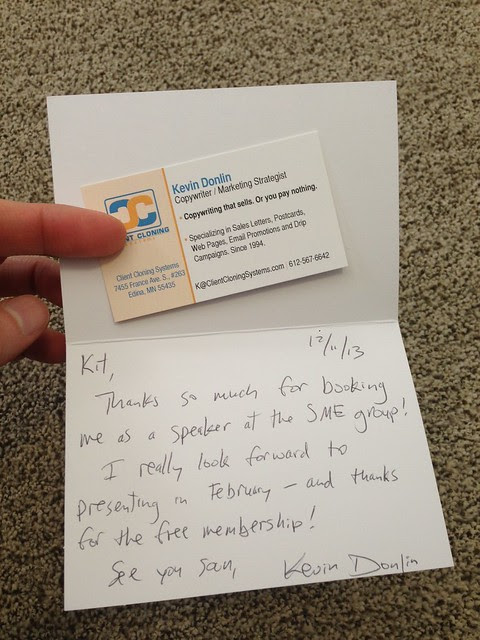 Kevin Donlin
Copywriter / Marketing Strategist
· Copywriting that sells. Or you pay nothing.
· Specializing in Sales Letters, Postcards,
Web Pages, Email Promotions and Drip
Campaigns. Since 1994.
K@ClientCloningSystems.com | 612-567-6642
NT CLONING
Client Cloning Systems
7455 France Ave. S., #263
Edina, MN 55435
12/11/13
Kit,
Thanks so much for booking
me as a speaker at the SME group!
I really look forward to
presenting in February – and thanks
for the free membership!
See you soon,
Kevin Donlin